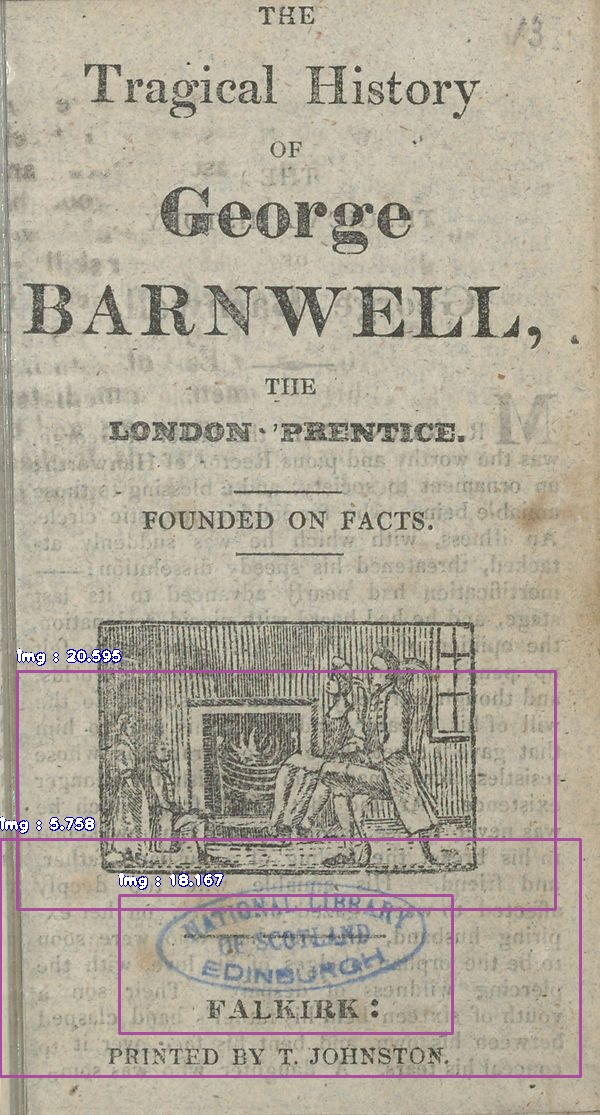 13
THE
Tragical History
OF
George
BARNWELL,
THE
LONDON 'PRENTICE.
FOUNDED ON FACTS.
img : 20.595
img : 5.758
img : 18.167
NATIONAL LIBRARY
OF SCOTLAND
EDINBURGH
FALKIRK:
PRINTED BY T. JOHNSTON.